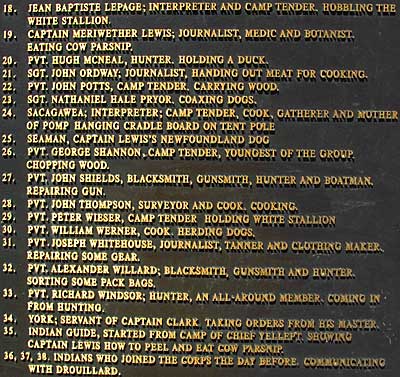 18. JEAN BAPTISTE LEPAGE; INTERPRETER AND CAMP TENDER, HOBBLING THE
WHITE STALLION.
19. CAPTAIN MERIWETHER LEWIS; JOURNALIST, MEDIC AND BOTANIST.
EATING COW PARSNIP.
20. PVT. HUGH MCNEAL, HUNTER, HOLDING A DUCK.
21. SGT. JOHN ORDWAY; JOURNALIST, HANDING OUT MEAT FOR COOKING.
22. PVT. JOHN POTTS, CAMP TENDER, CARRYING WOOD.
23. SGT. NATHANIEL HALE PRYOR, COAXING DOGS.
24. SACAGAWEA; INTERPRETER; CAMP TENDER, COOK, GATHERER AND MOTHER
OF POMP HANGING CRADLE BOARD ON TENT POLE
25. SEAMAN, CAPTAIN LEWIS'S NEWFOUNDLAND DOG
26. PVT. GEORGE SHANNON, CAMP TENDER, YOUNGEST OF THE GROUP,
CHOPPING WOOD.
27. PVT. JOHN SHIELDS, BLACKSMITH, GUNSMITH, HUNTER AND BOATMAN.
REPAIRING GUN.
28. PVT. JOHN THOMPSON, SURVEYOR AND COOK, COOKING.
29. PVT. PETER WIESER, CAMP TENDER HOLDING WHITE STALLION
30. PVT. WILLIAM WERNER, COOK. HERDING DOGS.
31. PVT. JOSEPH WHITEHOUSE, JOURNALIST, TANNER AND CLOTHING MAKER.
REPAIRING SOME GEAR.
32. PVT. ALEXANDER WILLARD; BLACKSMITH, GUNSMITH AND HUNTER.
SORTING SOME PACK BAGS.
33. PVT. RICHARD WINDSOR; HUNTER, AN ALL-AROUND MEMBER. COMING IN
FROM HUNTING.
34. YORK; SERVANT OF CAPTAIN CLARK. TAKING ORDERS FROM HIS MASTER.
35. INDIAN GUIDE, STARTED FROM CAMP OF CHIEF YELLEPT. SHOWING
CAPTAIN LEWIS HOW TO PEEL AND EAT COW PARSNIP.
36, 37, 38. INDIANS WHO JOINED THE CORPS THE DAY BEFORE. COMMUNICATING
WITH DROUILLARD.